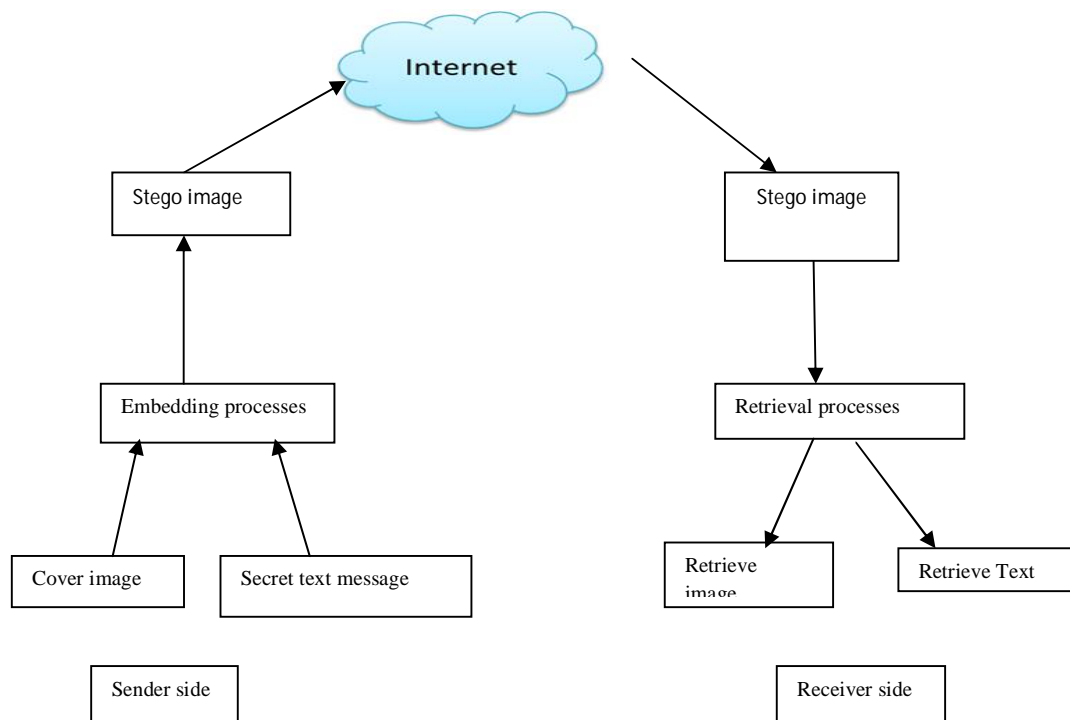 Internet
Stego image
Stego image
Embedding processes
Retrieval processes
Cover image
Secret text message
Retrieve
image
Retrieve Text
Sender side
Receiver side